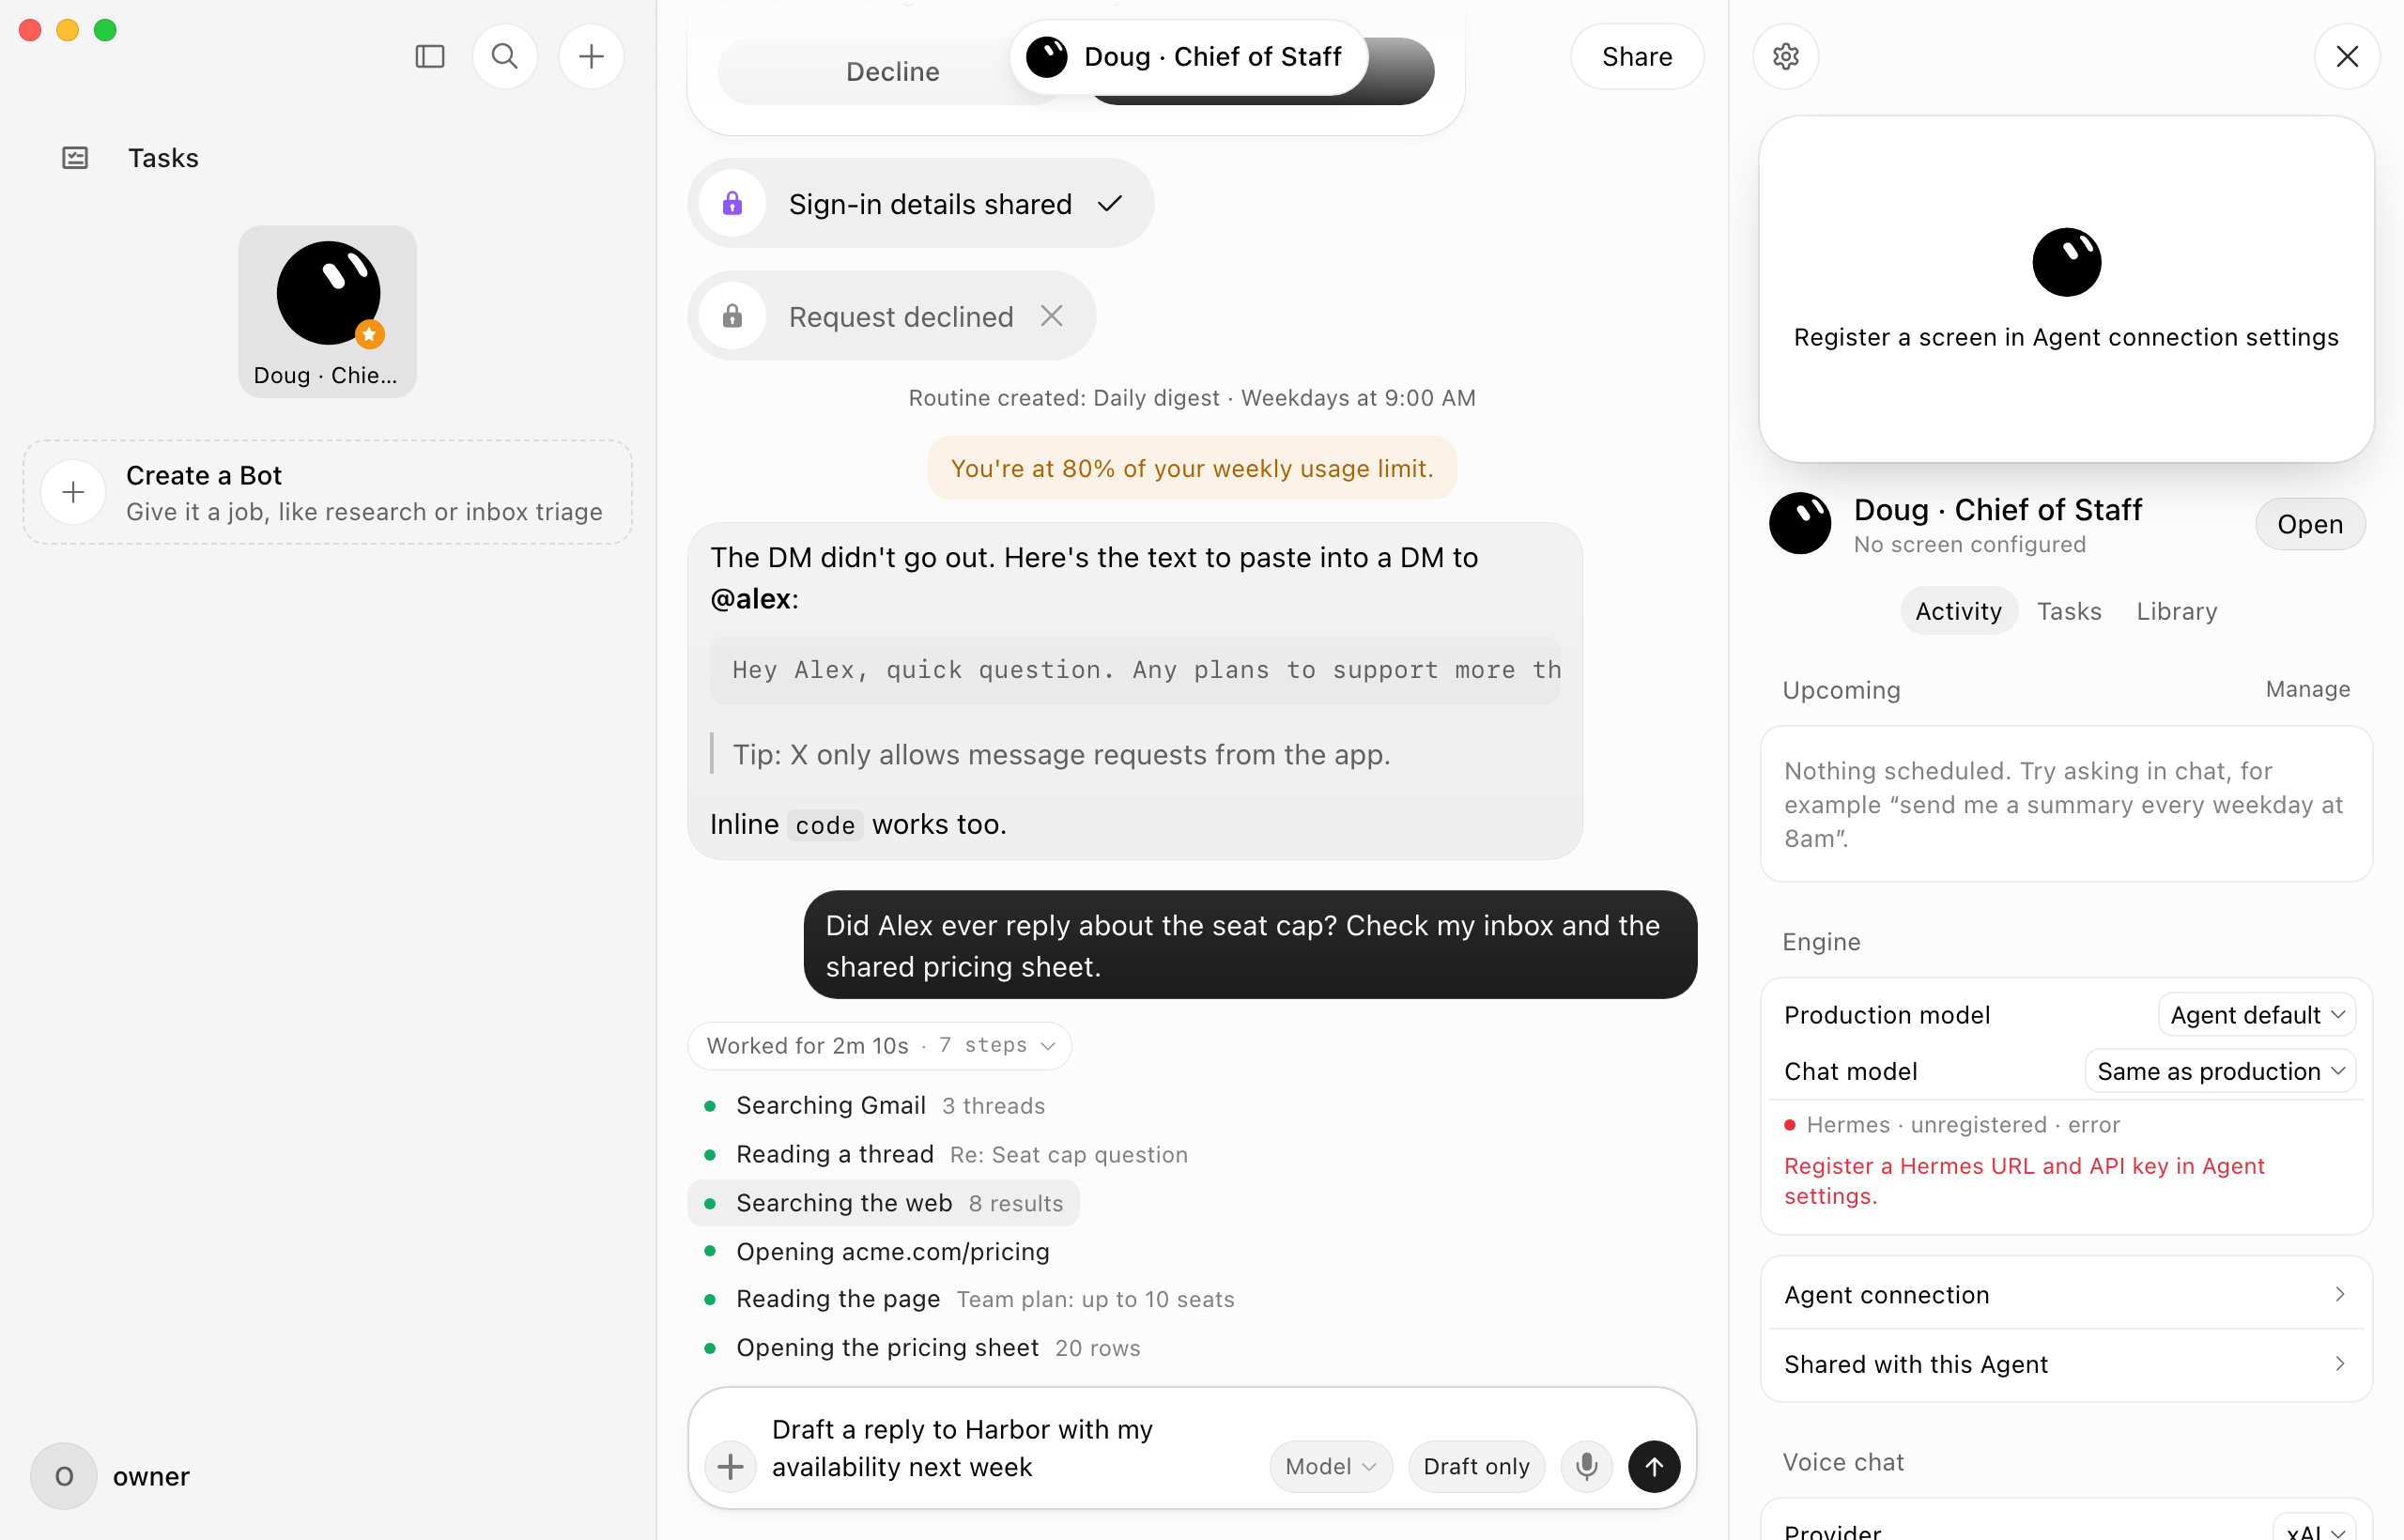 Tasks
Doug · Chie...
Create a Bot
Give it a job, like research or inbox triage
O
owner
Decline
Doug · Chief of Staff
Share
Sign-in details shared
Request declined
Routine created: Daily digest · Weekdays at 9:00 AM
You're at 80% of your weekly usage limit.
The DM didn't go out. Here's the text to paste into a DM to
@alex:
Hey Alex, quick question. Any plans to support more th
Tip: X only allows message requests from the app.
Inline code works too.
Did Alex ever reply about the seat cap? Check my inbox and the
shared pricing sheet.
Worked for 2m 10s · 7 steps
Searching Gmail 3 threads
Reading a thread Re: Seat cap question
Searching the web 8 results
Opening acme.com/pricing
Reading the page Team plan: up to 10 seats
Opening the pricing sheet 20 rows
Draft a reply to Harbor with my
availability next week
Model
Draft only
Register a screen in Agent connection settings
Doug · Chief of Staff
No screen configured
Open
Activity Tasks Library
Upcoming Manage
Nothing scheduled. Try asking in chat, for
example “send me a summary every weekday at
8am”.
Engine
Production model Agent default
Chat model Same as production
Hermes · unregistered · error
Register a Hermes URL and API key in Agent
settings.
Agent connection
Shared with this Agent
Voice chat
Provider xAI